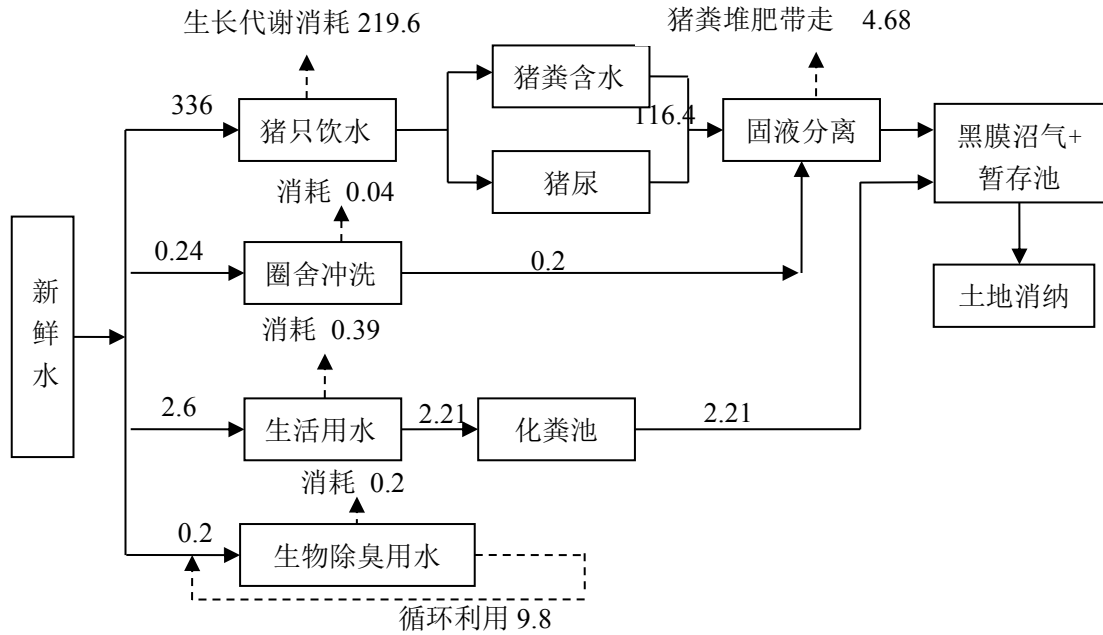 生长代谢消耗 219.6
猪粪堆肥带走 4.68
336
猪只饮水
猪粪含水
116.4
猪尿
固液分离
黑膜沼气+
暂存池
消耗 0.04
0.24
圈舍冲洗
0.2
土地消纳
新
鲜
水
消耗 0.39
2.6
生活用水
2.21
化粪池
2.21
消耗 0.2
0.2
生物除臭用水
循环利用 9.8